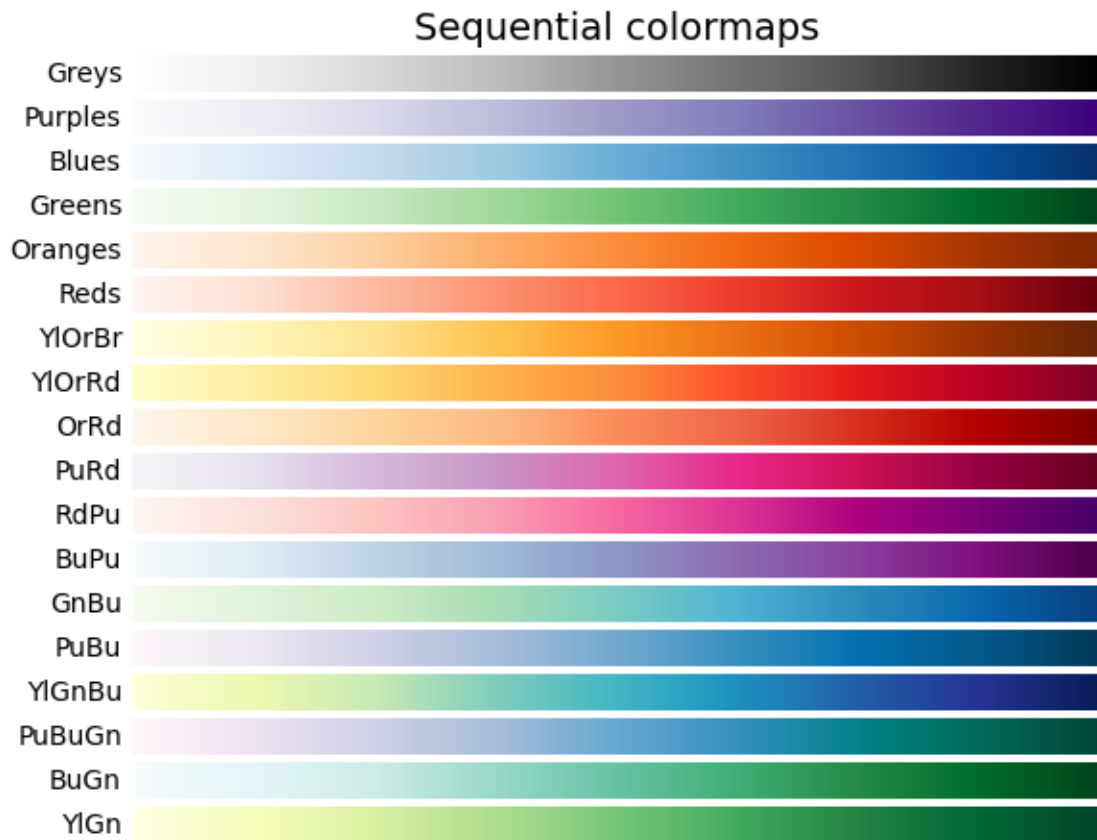 Sequential colormaps
Greys
Purples
Blues
Greens
Oranges
Reds
YlOrBr
YlOrRd
OrRd
PuRd
RdPu
BuPu
GnBu
PuBu
YlGnBu
PuBuGn
BuGn
YlGn